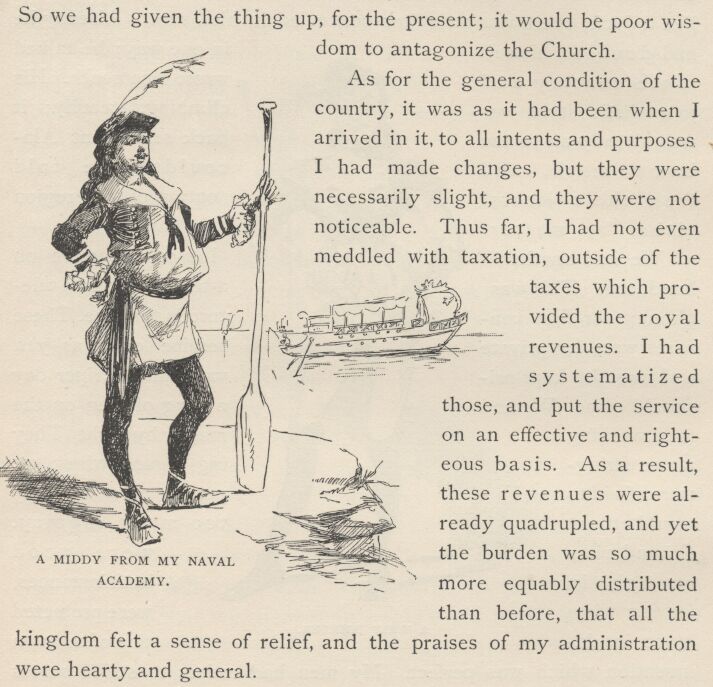 So we had given the thing up, for the present; it would be poor wis-
dom to antagonize the Church.
As for the general condition of the
country, it was as it had been when I
arrived in it, to all intents and purposes
I had made changes, but they were
necessarily slight, and they were not
noticeable. Thus far, I had not even
meddled with taxation, outside of the
taxes which pro-
vided the royal
revenues. I had
systematized
those, and put the service
on an effective and right-
eous basis. As a result,
these revenues were al-
ready quadrupled, and yet
the burden was so much
more equably distributed
than before, that all the
kingdom felt a sense of relief, and the praises of my administration
were hearty and general.
A MIDDY FROM MY NAVAL
ACADEMY.